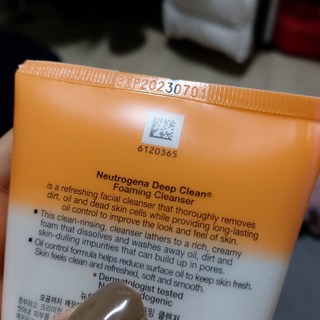 EXP20230701
6120365
Neutrogena Deep Clean®
Foaming Cleanser
is a refreshing facial cleanser that thoroughly removes
dirt, oil and dead skin cells while providing long-lasting
oil control to improve the look and feel of skin.
▪ This clean-rinsing, cleanser lathers to a rich, creamy
foam that dissolves and washes away oil, dirt and
skin-dulling impurities that can build up in pores.
▪ Oil control formula helps reduce surface oil to keep skin fresh.
Skin feels clean and refreshed, soft and smooth.
▪ Dermatologist tested